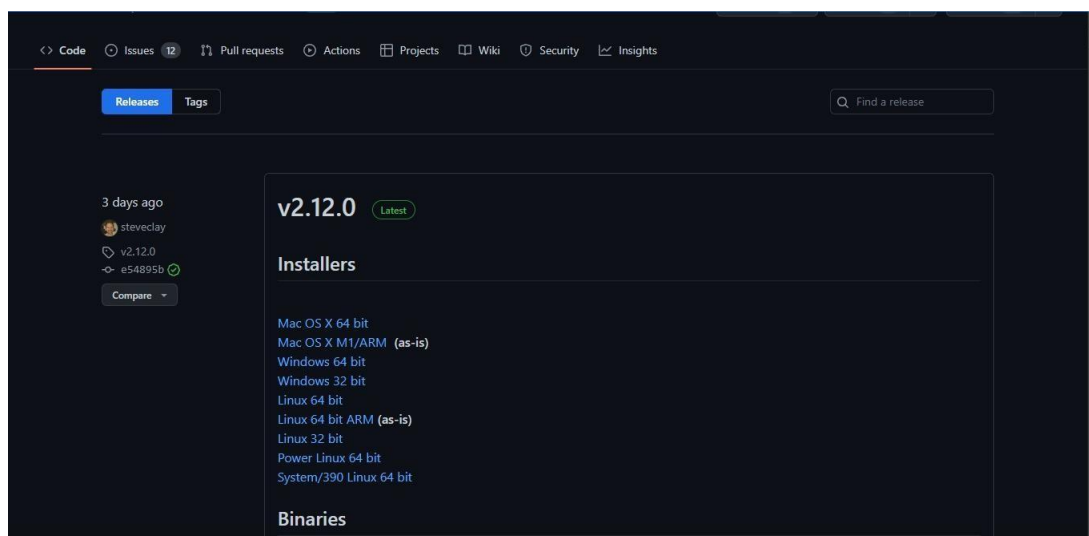 Code Issues 12 Pull requests Actions Projects Wiki Security Insights
Releases Tags Find a release
3 days ago
steveclay
v2.12.0
e54895b
Compare
v2.12.0 Latest
Installers
Mac OS X 64 bit
Mac OS X M1/ARM (as-is)
Windows 64 bit
Windows 32 bit
Linux 64 bit
Linux 64 bit ARM (as-is)
Linux 32 bit
Power Linux 64 bit
System/390 Linux 64 bit
Binaries